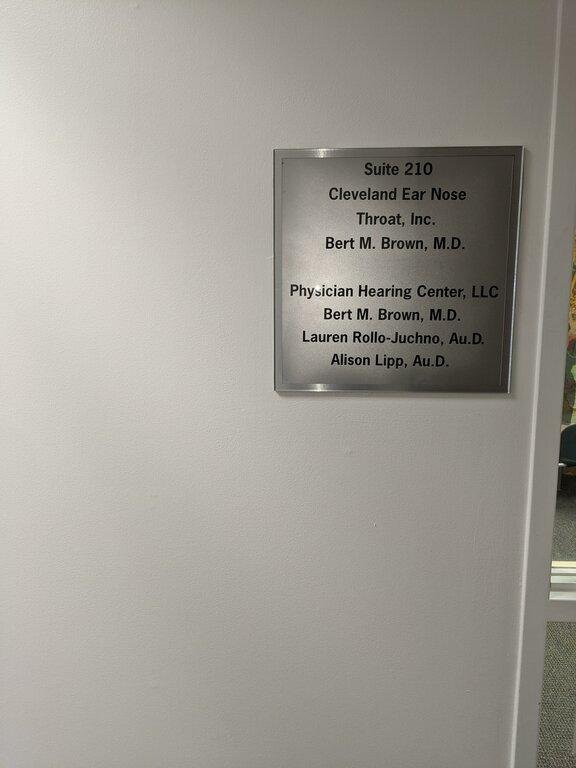 Suite 210
Cleveland Ear Nose
Throat, Inc.
Bert M. Brown, M.D.
Physician Hearing Center, LLC
Bert M. Brown, M.D.
Lauren Rollo-Juchno, Au.D.
Alison Lipp, Au.D.